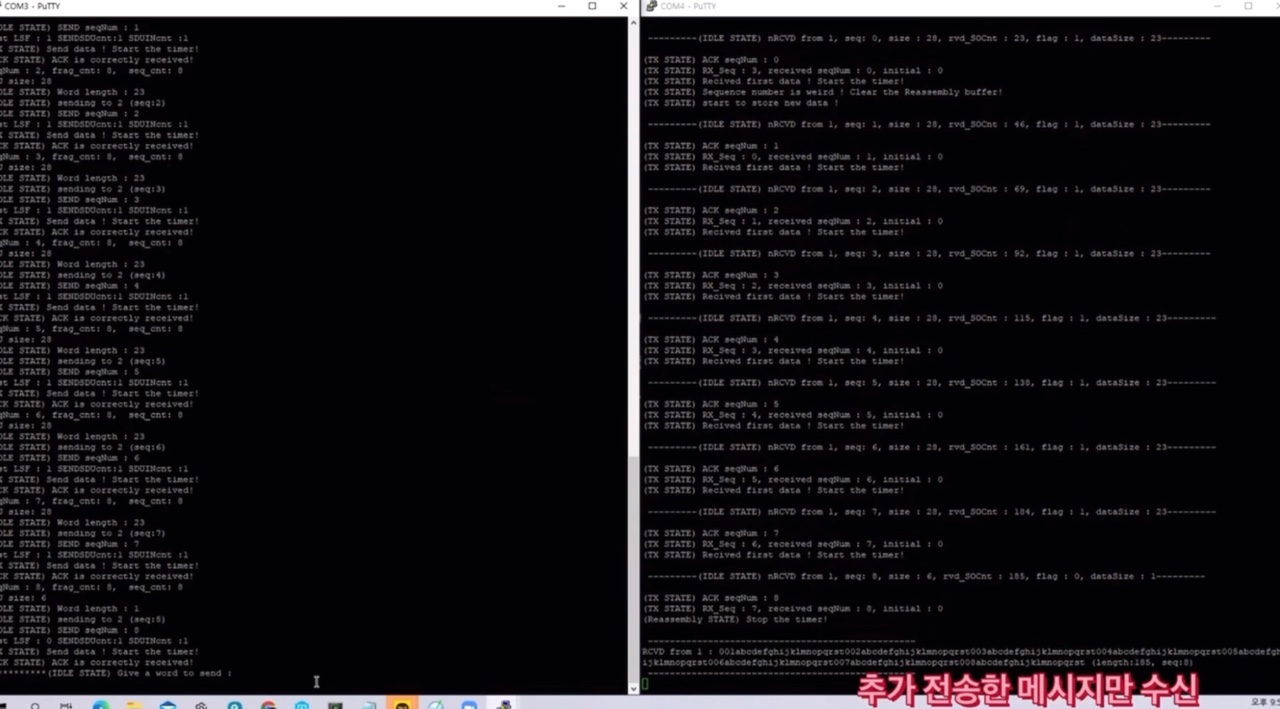 COM3 - PuTTY
DLE STATE) SEND seqNum : 1
st LSF : 1 SENDSDUcnt:1 SDUINcnt :1
K STATE) Send data ! Start the timer!
CK STATE) ACK is correctly received!
qNum : 2, frag_cnt: 8,  seq_cnt: 8
U size: 28
DLE STATE) Word length : 23
DLE STATE) sending to 2 (seq:2)
DLE STATE) SEND seqNum : 2
st LSF : 1 SENDSDUcnt:1 SDUINcnt :1
K STATE) Send data ! Start the timer!
CK STATE) ACK is correctly received!
qNum : 3, frag_cnt: 8,  seq_cnt: 8
U size: 28
DLE STATE) Word length : 23
DLE STATE) sending to 2 (seq:3)
DLE STATE) SEND seqNum : 3
st LSF : 1 SENDSDUcnt:1 SDUINcnt :1
K STATE) Send data ! Start the timer!
CK STATE) ACK is correctly received!
qNum : 4, frag_cnt: 8,  seq_cnt: 8
U size: 28
DLE STATE) Word length : 23
DLE STATE) sending to 2 (seq:4)
DLE STATE) SEND seqNum : 4
st LSF : 1 SENDSDUcnt:1 SDUINcnt :1
K STATE) Send data ! Start the timer!
CK STATE) ACK is correctly received!
qNum : 5, frag_cnt: 8,  seq_cnt: 8
U size: 28
DLE STATE) Word length : 23
DLE STATE) sending to 2 (seq:5)
DLE STATE) SEND seqNum : 5
st LSF : 1 SENDSDUcnt:1 SDUINcnt :1
K STATE) Send data ! Start the timer!
CK STATE) ACK is correctly received!
qNum : 6, frag_cnt: 8,  seq_cnt: 8
U size: 28
DLE STATE) Word length : 23
DLE STATE) sending to 2 (seq:6)
DLE STATE) SEND seqNum : 6
st LSF : 1 SENDSDUcnt:1 SDUINcnt :1
K STATE) Send data ! Start the timer!
CK STATE) ACK is correctly received!
qNum : 7, frag_cnt: 8,  seq_cnt: 8
U size: 28
DLE STATE) Word length : 23
DLE STATE) sending to 2 (seq:7)
DLE STATE) SEND seqNum : 7
st LSF : 1 SENDSDUcnt:1 SDUINcnt :1
K STATE) Send data ! Start the timer!
CK STATE) ACK is correctly received!
qNum : 8, frag_cnt: 8,  seq_cnt: 8
U size: 6
DLE STATE) Word length : 1
DLE STATE) sending to 2 (seq:8)
DLE STATE) SEND seqNum : 8
st LSF : 0 SENDSDUcnt:1 SDUINcnt :1
K STATE) Send data ! Start the timer!
CK STATE) ACK is correctly received!
********(IDLE STATE) Give a word to send :
COM4 - PuTTY
---------(IDLE STATE) nRCVD from 1, seq: 0, size : 28, rvd_SOCnt : 23, flag : 1, dataSize : 23---------
(TX STATE) ACK seqNum : 0
(TX STATE) RX_Seq : 3, received seqNum : 0, initial : 0
(TX STATE) Recived first data ! Start the timer!
(TX STATE) Sequence number is weird ! Clear the Reassembly buffer!
(TX STATE) start to store new data !
---------(IDLE STATE) nRCVD from 1, seq: 1, size : 28, rvd_SOCnt : 46, flag : 1, dataSize : 23---------
(TX STATE) ACK seqNum : 1
(TX STATE) RX_Seq : 0, received seqNum : 1, initial : 0
(TX STATE) Recived first data ! Start the timer!
---------(IDLE STATE) nRCVD from 1, seq: 2, size : 28, rvd_SOCnt : 69, flag : 1, dataSize : 23---------
(TX STATE) ACK seqNum : 2
(TX STATE) RX_Seq : 1, received seqNum : 2, initial : 0
(TX STATE) Recived first data ! Start the timer!
---------(IDLE STATE) nRCVD from 1, seq: 3, size : 28, rvd_SOCnt : 92, flag : 1, dataSize : 23---------
(TX STATE) ACK seqNum : 3
(TX STATE) RX_Seq : 2, received seqNum : 3, initial : 0
(TX STATE) Recived first data ! Start the timer!
---------(IDLE STATE) nRCVD from 1, seq: 4, size : 28, rvd_SOCnt : 115, flag : 1, dataSize : 23---------
(TX STATE) ACK seqNum : 4
(TX STATE) RX_Seq : 3, received seqNum : 4, initial : 0
(TX STATE) Recived first data ! Start the timer!
---------(IDLE STATE) nRCVD from 1, seq: 5, size : 28, rvd_SOCnt : 138, flag : 1, dataSize : 23---------
(TX STATE) ACK seqNum : 5
(TX STATE) RX_Seq : 4, received seqNum : 5, initial : 0
(TX STATE) Recived first data ! Start the timer!
---------(IDLE STATE) nRCVD from 1, seq: 6, size : 28, rvd_SOCnt : 161, flag : 1, dataSize : 23---------
(TX STATE) ACK seqNum : 6
(TX STATE) RX_Seq : 5, received seqNum : 6, initial : 0
(TX STATE) Recived first data ! Start the timer!
---------(IDLE STATE) nRCVD from 1, seq: 7, size : 28, rvd_SOCnt : 184, flag : 1, dataSize : 23---------
(TX STATE) ACK seqNum : 7
(TX STATE) RX_Seq : 6, received seqNum : 7, initial : 0
(TX STATE) Recived first data ! Start the timer!
---------(IDLE STATE) nRCVD from 1, seq: 8, size : 6, rvd_SOCnt : 185, flag : 0, dataSize : 1---------
(TX STATE) ACK seqNum : 8
(TX STATE) RX_Seq : 7, received seqNum : 8, initial : 0
(Reassembly STATE) Stop the timer!
--------------------------------------------------
RCVD from 1 : 001abcdefghijklmnopqrst002abcdefghijklmnopqrst003abcdefghijklmnopqrst004abcdefghijklmnopqrst005abcdefgh
ijklmnopqrst006abcdefghijklmnopqrst007abcdefghijklmnopqrst008abcdefghijklmnopqrst (length:185, seq:8)
--------------------------------------------------
추가 전송한 메시지만 수신
오후 9:5